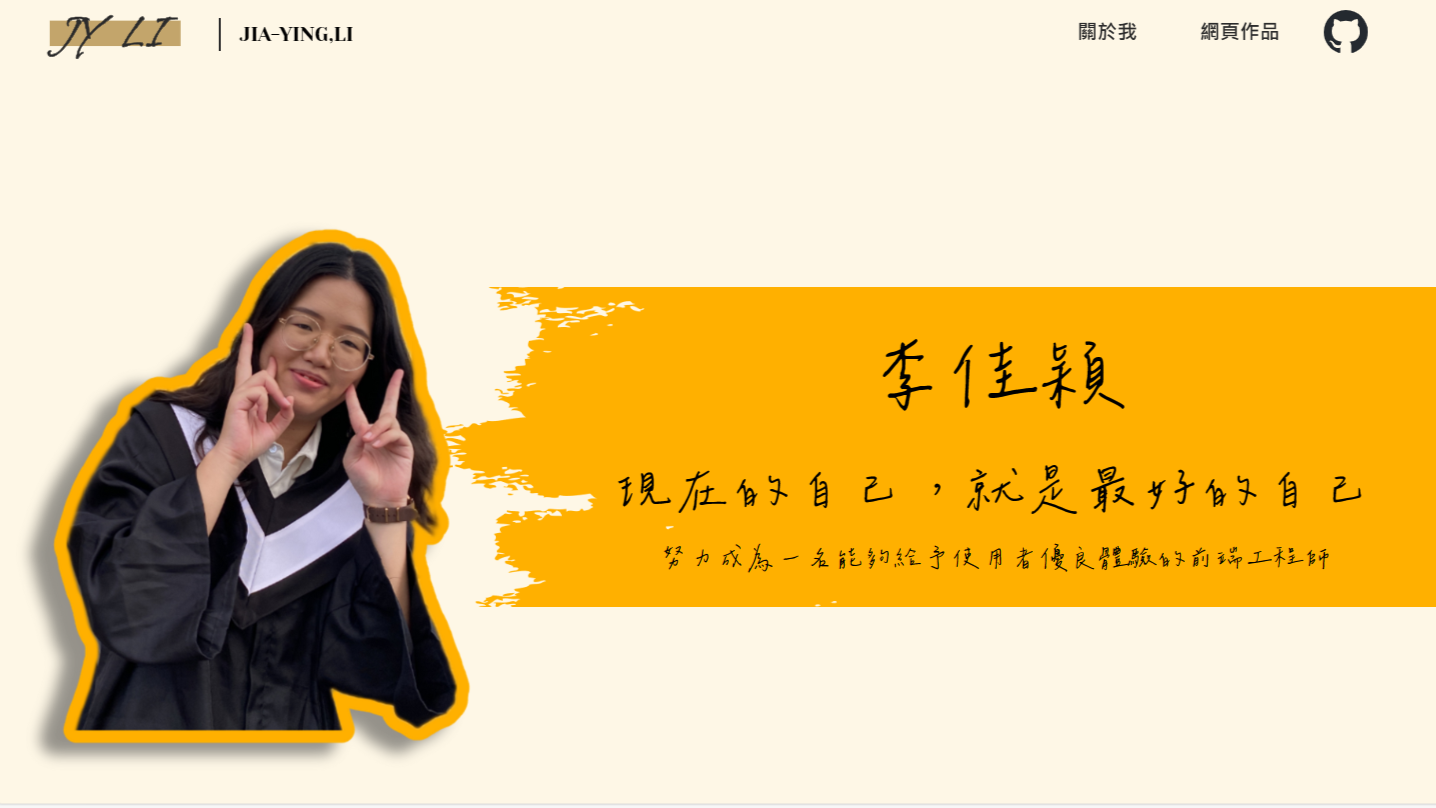 JY LI
JIA-YING,LI
關於我
網頁作品
李佳穎
現在的自己，就是最好的自己
努力成為一名能夠給予使用者優良體驗的前端工程師